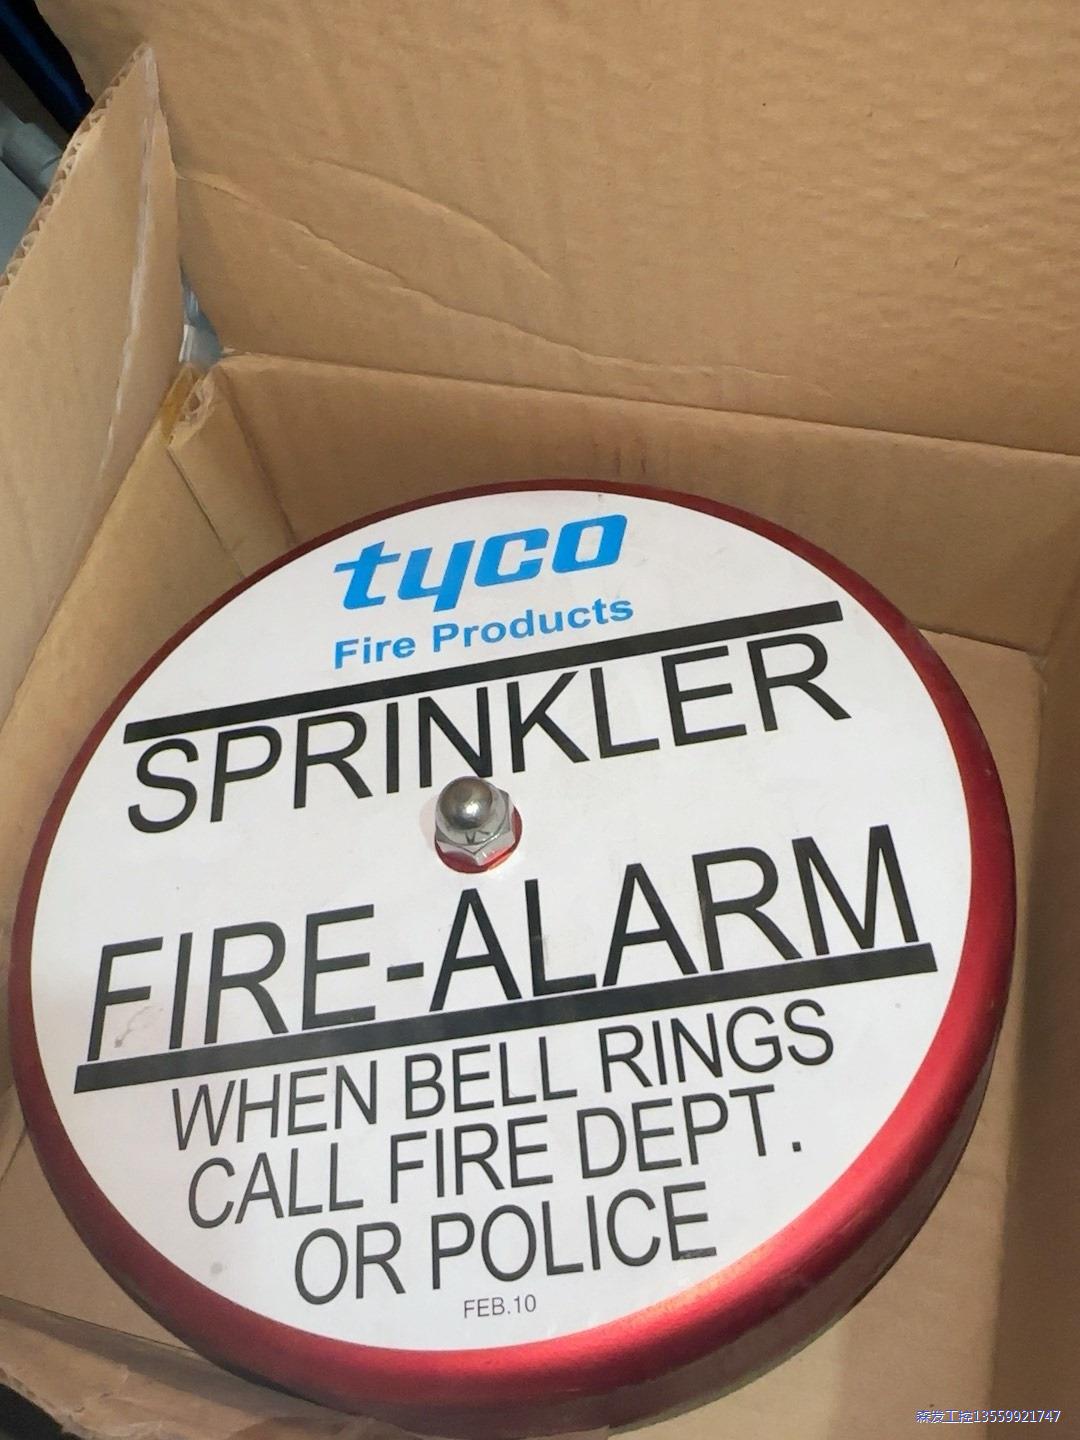 tyco
Fire Products
SPRINKLER
FIRE-ALARM
WHEN BELL RINGS
CALL FIRE DEPT.
OR POLICE
FEB.10
森发工控13559921747